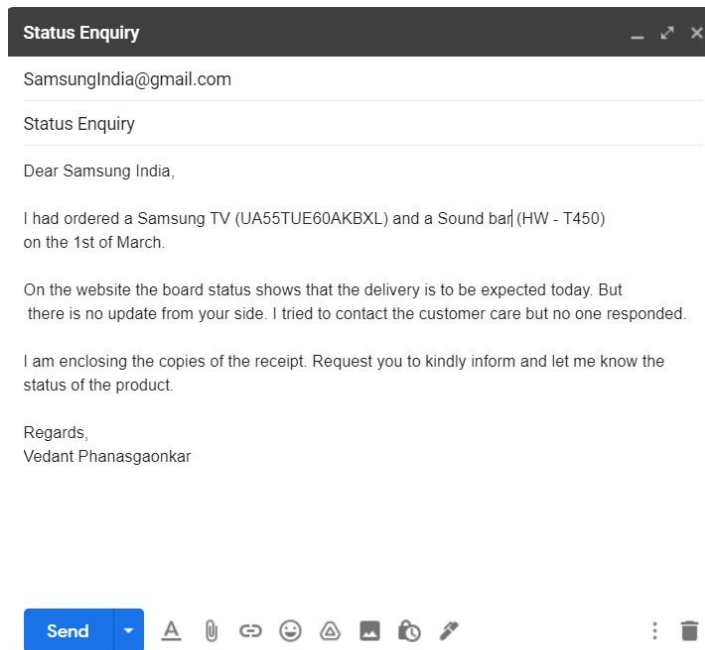 Status Enquiry
SamsungIndia@gmail.com
Status Enquiry
Dear Samsung India,
I had ordered a Samsung TV (UA55TUE60AKBXL) and a Sound bar (HW - T450)
on the 1st of March.
On the website the board status shows that the delivery is to be expected today. But
there is no update from your side. I tried to contact the customer care but no one responded.
I am enclosing the copies of the receipt. Request you to kindly inform and let me know the
status of the product.
Regards,
Vedant Phanasgaonkar
Send